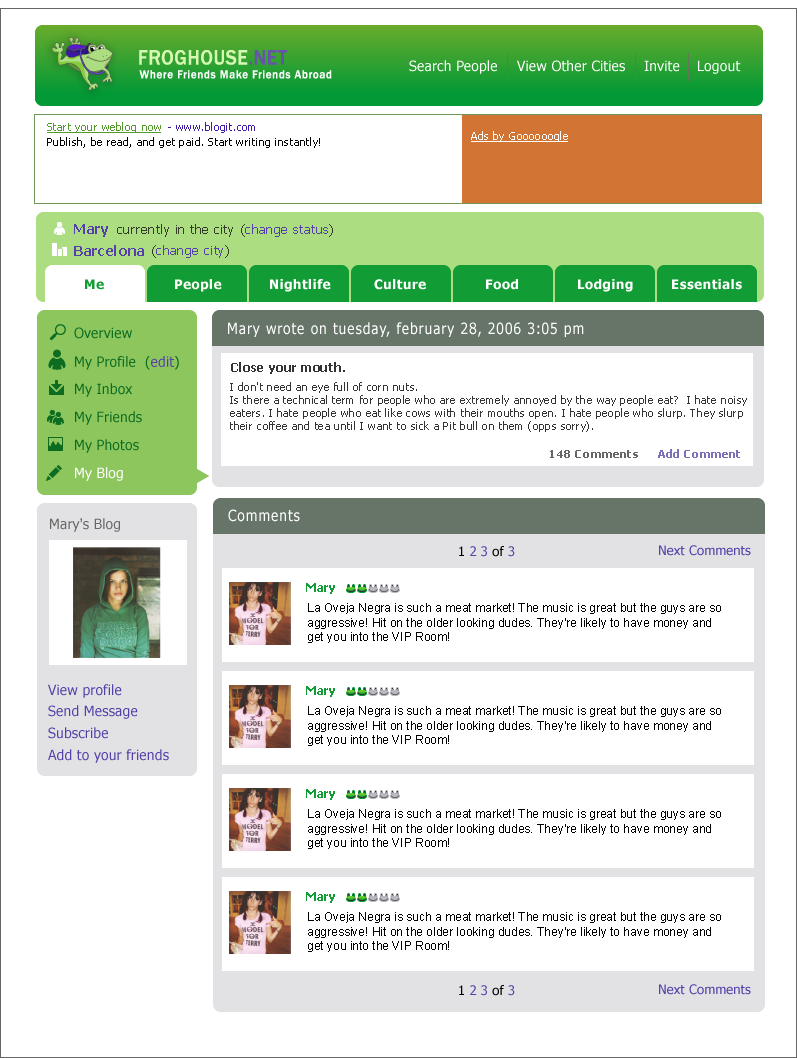 FROGHOUSE.NET
Where Friends Make Friends Abroad
Search People
View Other Cities
Invite
Logout
Start your weblog now - www.blogit.com
Publish, be read, and get paid. Start writing instantly!
Ads by Goooooogle
Mary currently in the city (change status)
Barcelona (change city)
Me
People
Nightlife
Culture
Food
Lodging
Essentials
Overview
My Profile (edit)
My Inbox
My Friends
My Photos
My Blog
Mary's Blog
View profile
Send Message
Subscribe
Add to your friends
Mary wrote on tuesday, february 28, 2006 3:05 pm
Close your mouth.
I don't need an eye full of corn nuts.
Is there a technical term for people who are extremely annoyed by the way people eat? I hate noisy
eaters. I hate people who eat like cows with their mouths open. I hate people who slurp. They slurp
their coffee and tea until I want to sick a Pit bull on them (opps sorry).
148 Comments Add Comment
Comments
1 2 3 of 3
Next Comments
Mary
La Oveja Negra is such a meat market! The music is great but the guys are so
aggressive! Hit on the older looking dudes. They're likely to have money and
get you into the VIP Room!
I
MODEL
FOR
TERRY
Mary
La Oveja Negra is such a meat market! The music is great but the guys are so
aggressive! Hit on the older looking dudes. They're likely to have money and
get you into the VIP Room!
I
MODEL
FOR
TERRY
Mary
La Oveja Negra is such a meat market! The music is great but the guys are so
aggressive! Hit on the older looking dudes. They're likely to have money and
get you into the VIP Room!
I
MODEL
FOR
TERRY
Mary
La Oveja Negra is such a meat market! The music is great but the guys are so
aggressive! Hit on the older looking dudes. They're likely to have money and
get you into the VIP Room!
I
MODEL
FOR
TERRY
1 2 3 of 3
Next Comments